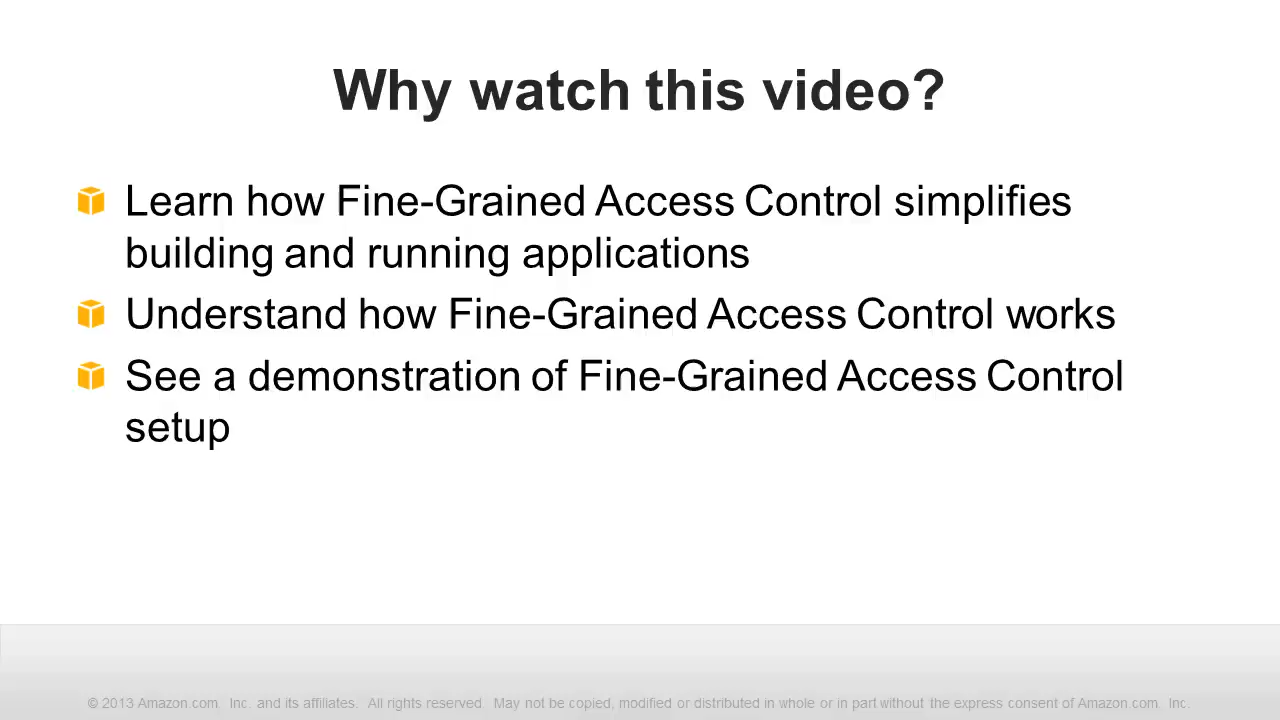 Why watch this video?
Learn how Fine-Grained Access Control simplifies
building and running applications
Understand how Fine-Grained Access Control works
See a demonstration of Fine-Grained Access Control
setup
© 2013 Amazon.com. Inc. and its affiliates. All rights reserved. May not be copied, modified or distributed in whole or in part without the express consent of Amazon.com. Inc.